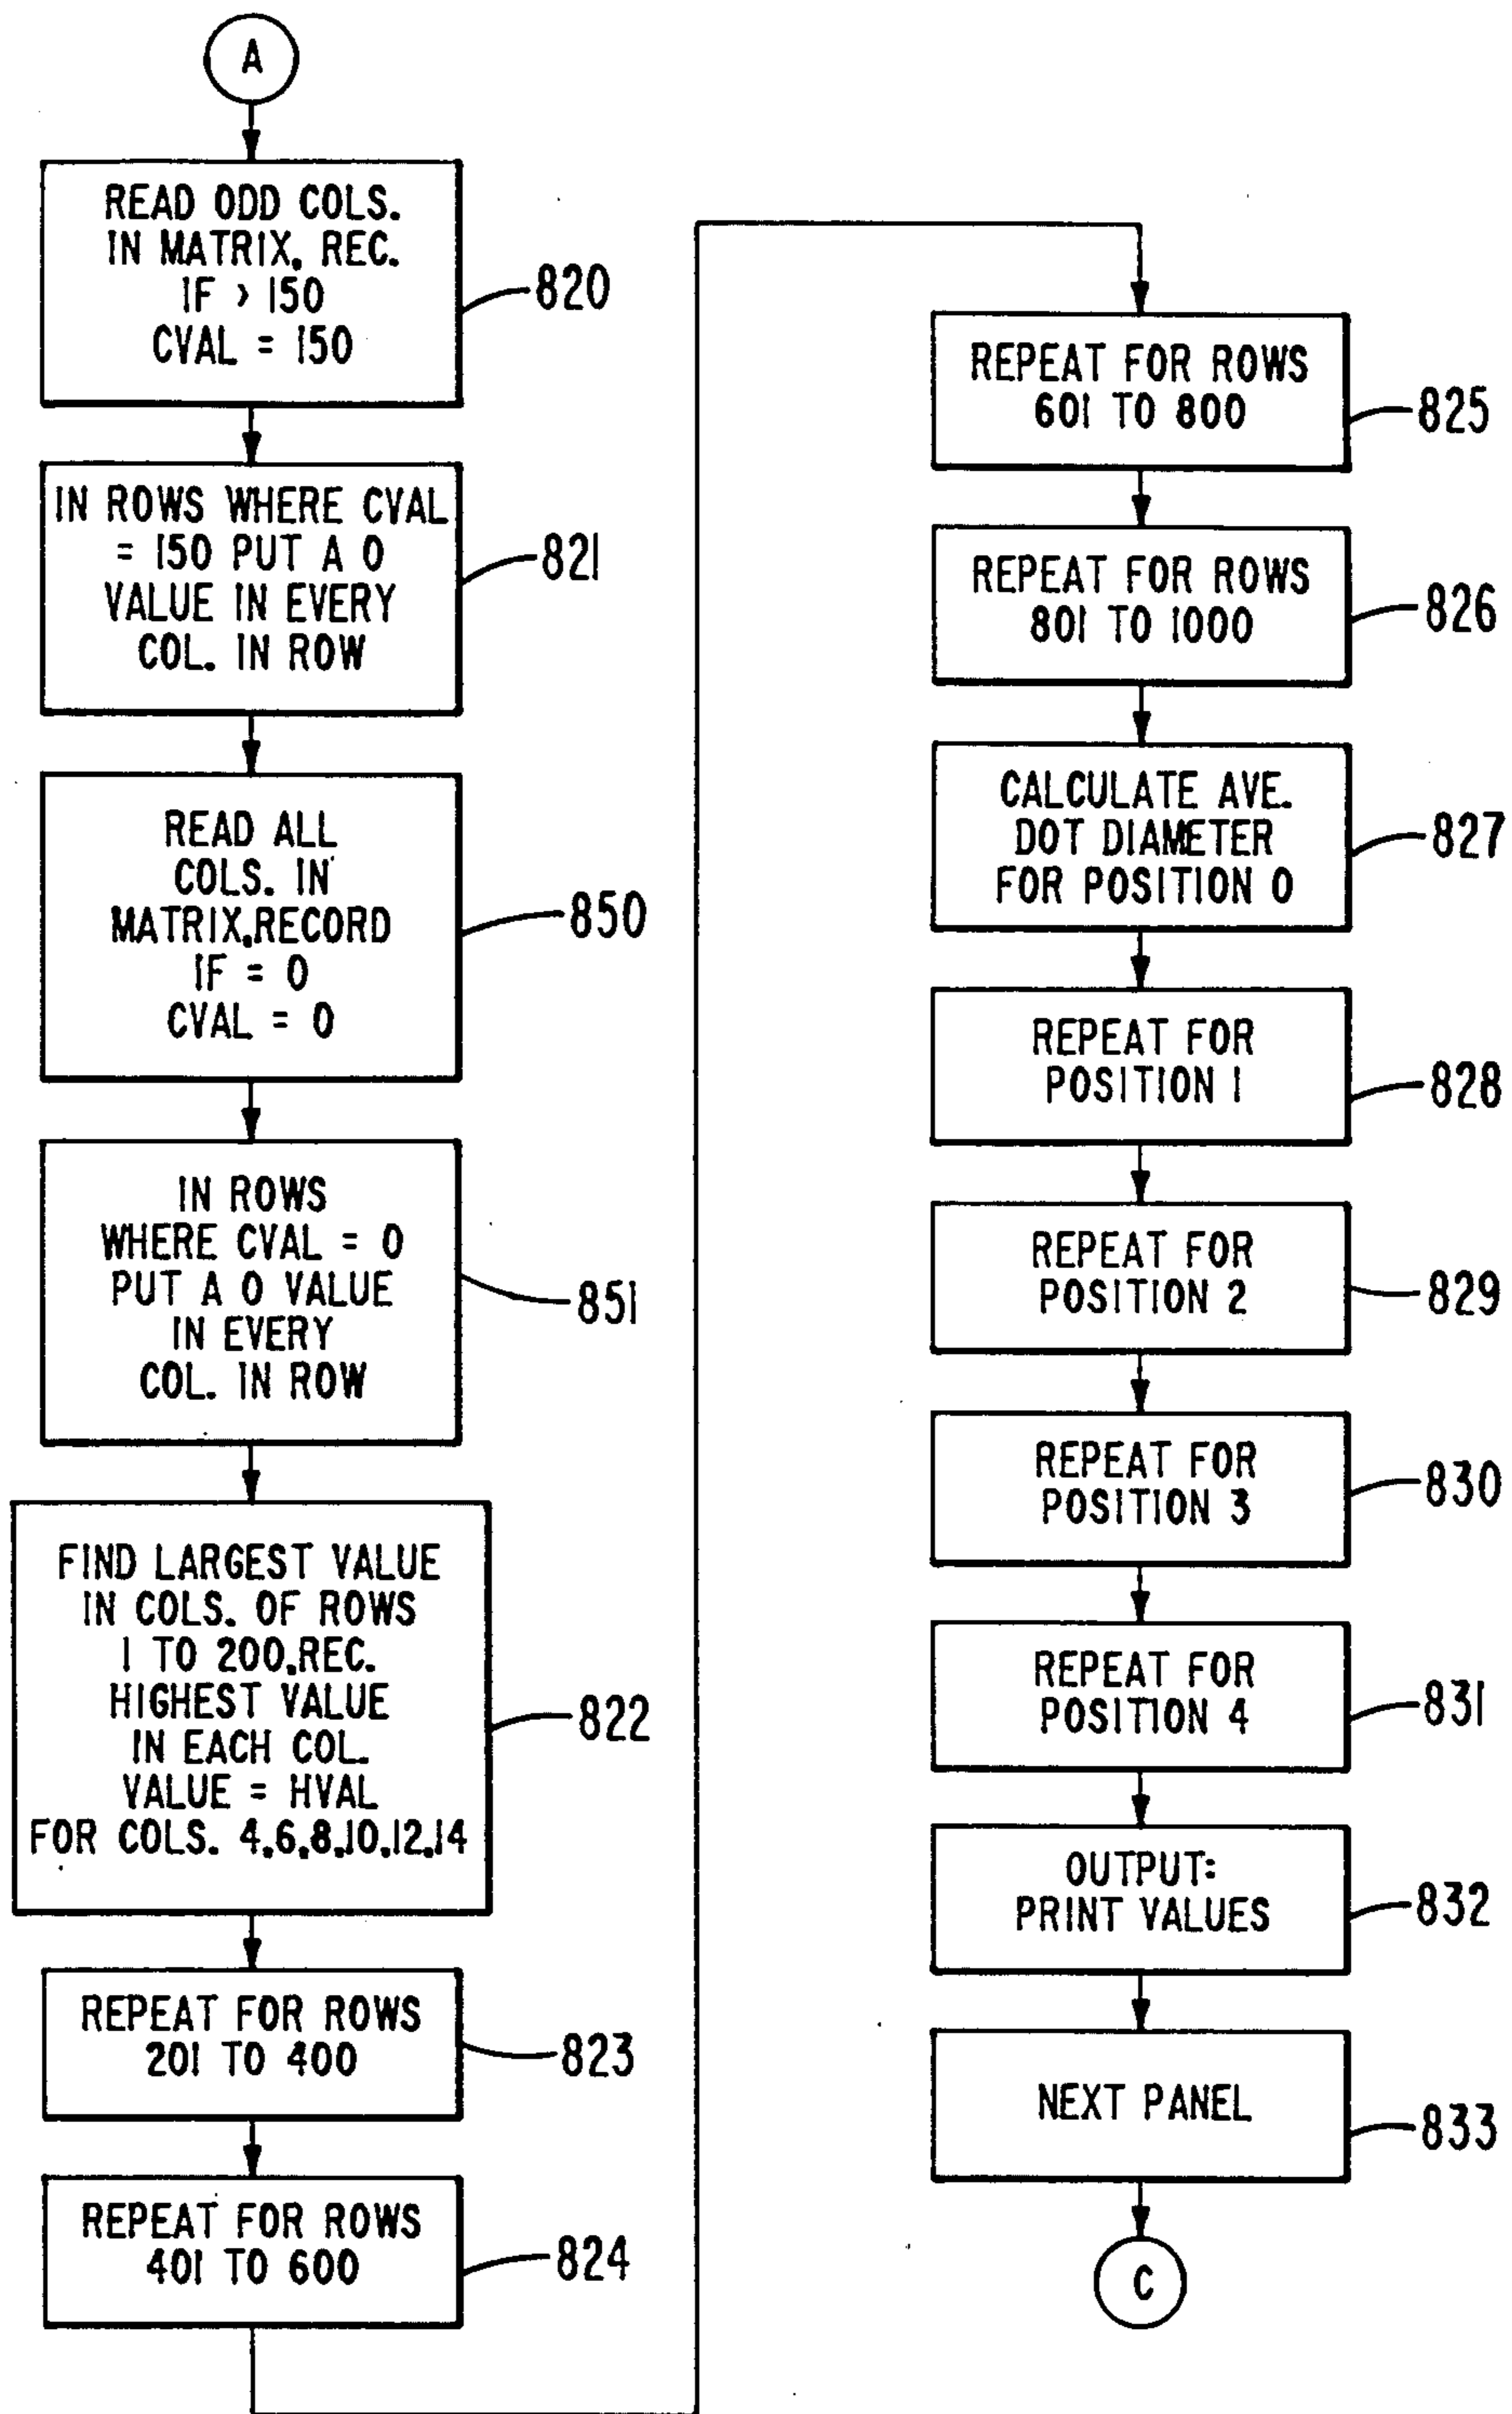 A
READ ODD COLS.
IN MATRIX. REC.
IF > 150
CVAL = 150
820
IN ROWS WHERE CVAL
= 150 PUT A 0
VALUE IN EVERY
COL. IN ROW
821
READ ALL
COLS. IN
MATRIX.RECORD
IF = 0
CVAL = 0
850
IN ROWS
WHERE CVAL = 0
PUT A 0 VALUE
IN EVERY
COL. IN ROW
851
FIND LARGEST VALUE
IN COLS. OF ROWS
1 TO 200.REC.
HIGHEST VALUE
IN EACH COL.
VALUE = HVAL
FOR COLS. 4.6.8.10.12.14
822
REPEAT FOR ROWS
201 TO 400
823
REPEAT FOR ROWS
401 TO 600
824
REPEAT FOR ROWS
601 TO 800
825
REPEAT FOR ROWS
801 TO 1000
826
CALCULATE AVE.
DOT DIAMETER
FOR POSITION 0
827
REPEAT FOR
POSITION 1
828
REPEAT FOR
POSITION 2
829
REPEAT FOR
POSITION 3
830
REPEAT FOR
POSITION 4
831
OUTPUT:
PRINT VALUES
832
NEXT PANEL
833
C